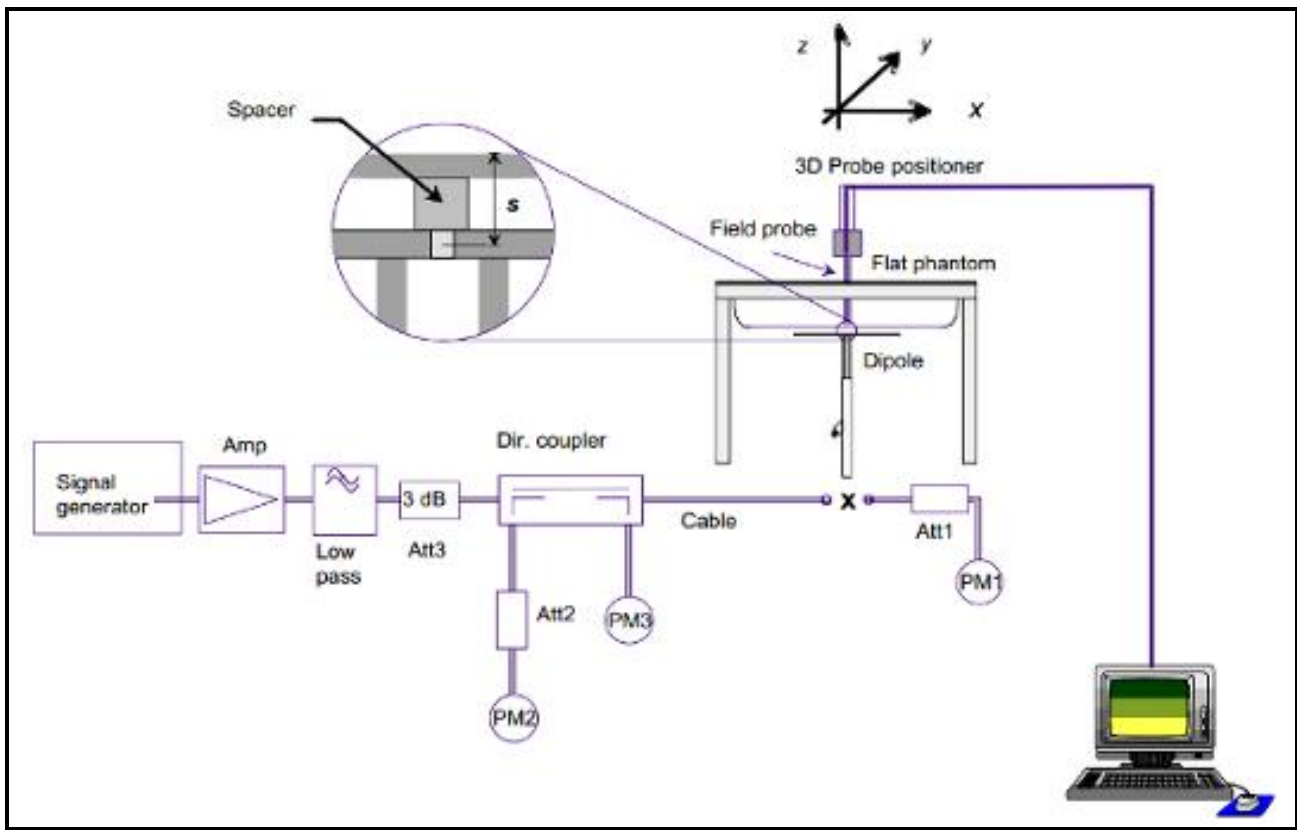 z
y
x
Spacer
s
3D Probe positioner
Field probe
Flat phantom
Dipole
Dir. coupler
Amp
Signal
generator
3 dB
Cable
x
Att1
Low
pass
Att3
PM1
Att2
PM3
PM2